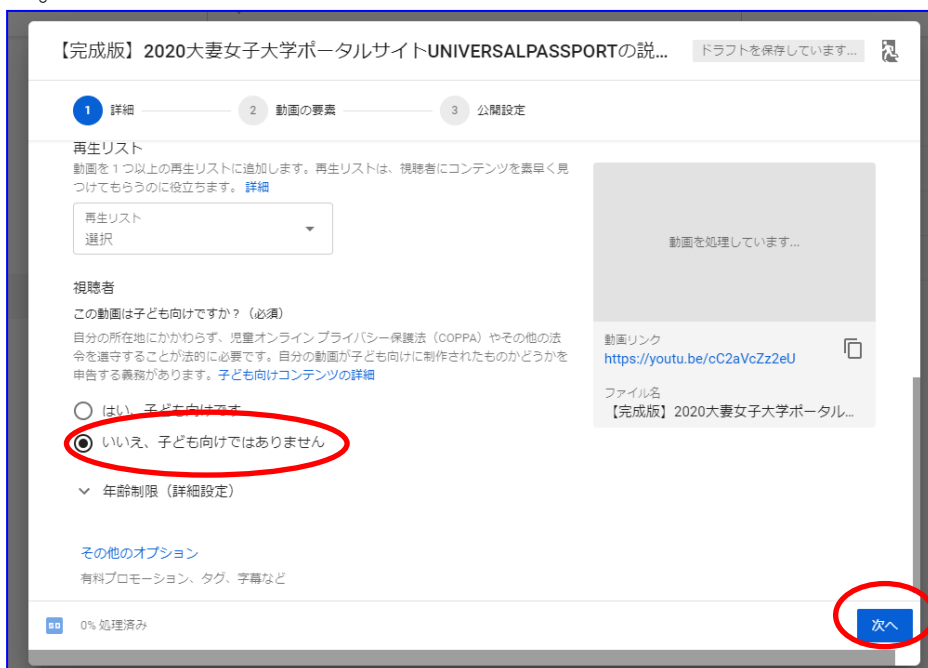 【完成版】2020大妻女子大学ポータルサイトUNIVERSALPASSPORTの説...
ドラフトを保存しています...
1 詳細
2 動画の要素
3 公開設定
再生リスト
動画を１つ以上の再生リストに追加します。再生リストは、視聴者にコンテンツを素早く見
つけてもらうのに役立ちます。 詳細
再生リスト
選択
動画を処理しています...
視聴者
この動画は子ども向けですか？（必須）
自分の所在地にかかわらず、児童オンライン プライバシー保護法（COPPA）やその他の法
令を遵守することが法的に必要です。自分の動画が子ども向けに制作されたものかどうかを
申告する義務があります。子ども向けコンテンツの詳細
動画リンク
https://youtu.be/cC2aVcZz2eU
ファイル名
【完成版】2020大妻女子大学ポータル...
はい、子ども向けです
いいえ、子ども向けではありません
年齢制限（詳細設定）
その他のオプション
有料プロモーション、タグ、字幕など
0% 処理済み
次へ